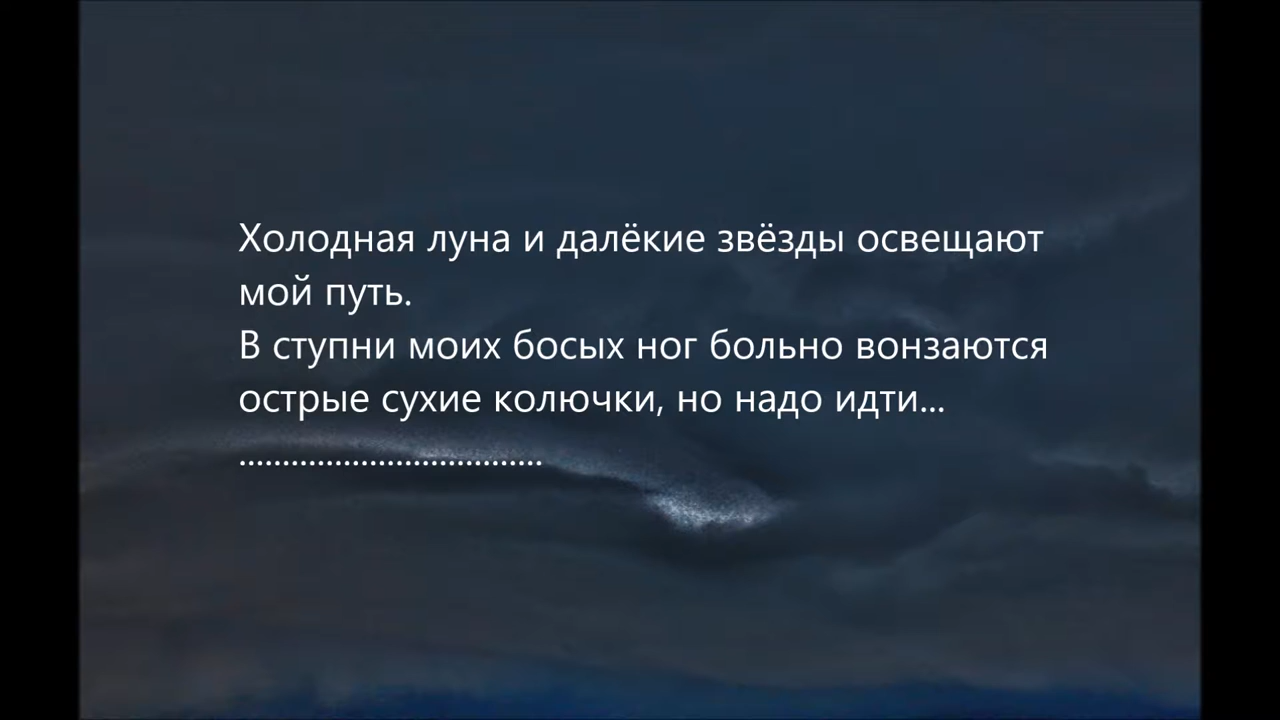 Холодная луна и далёкие звёзды освещают
мой путь.
В ступни моих босых ног больно вонзаются
острые сухие колючки, но надо идти...
...................................